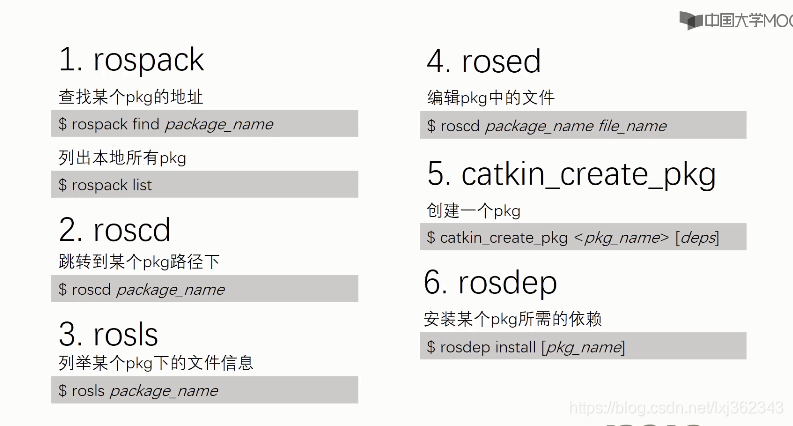 中国大学MOO
1. rospack
查找某个pkg的地址
$ rospack find package_name
列出本地所有pkg
$ rospack list
2. roscd
跳转到某个pkg路径下
$ roscd package_name
3. rosls
列举某个pkg下的文件信息
$ rosls package_name
4. rosed
编辑pkg中的文件
$ roscd package_name file_name
5. catkin_create_pkg
创建一个pkg
$ catkin_create_pkg <pkg_name> [deps]
6. rosdep
安装某个pkg所需的依赖
$ rosdep install [pkg_name]
https://blog.csdn.net/lxj362343